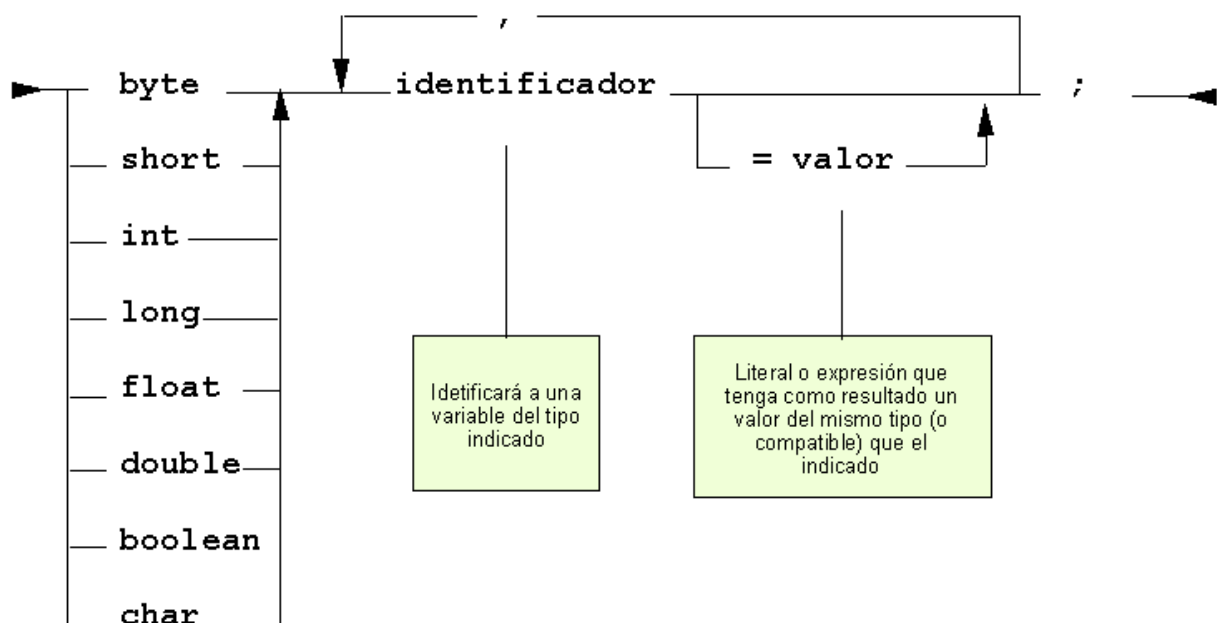 ,
byte
identificador
;
short
= valor
int
long
float
double
boolean
char
Idetificará a una
variable del tipo
indicado
Literal o expresión que
tenga como resultado un
valor del mismo tipo (o
compatible) que el
indicado